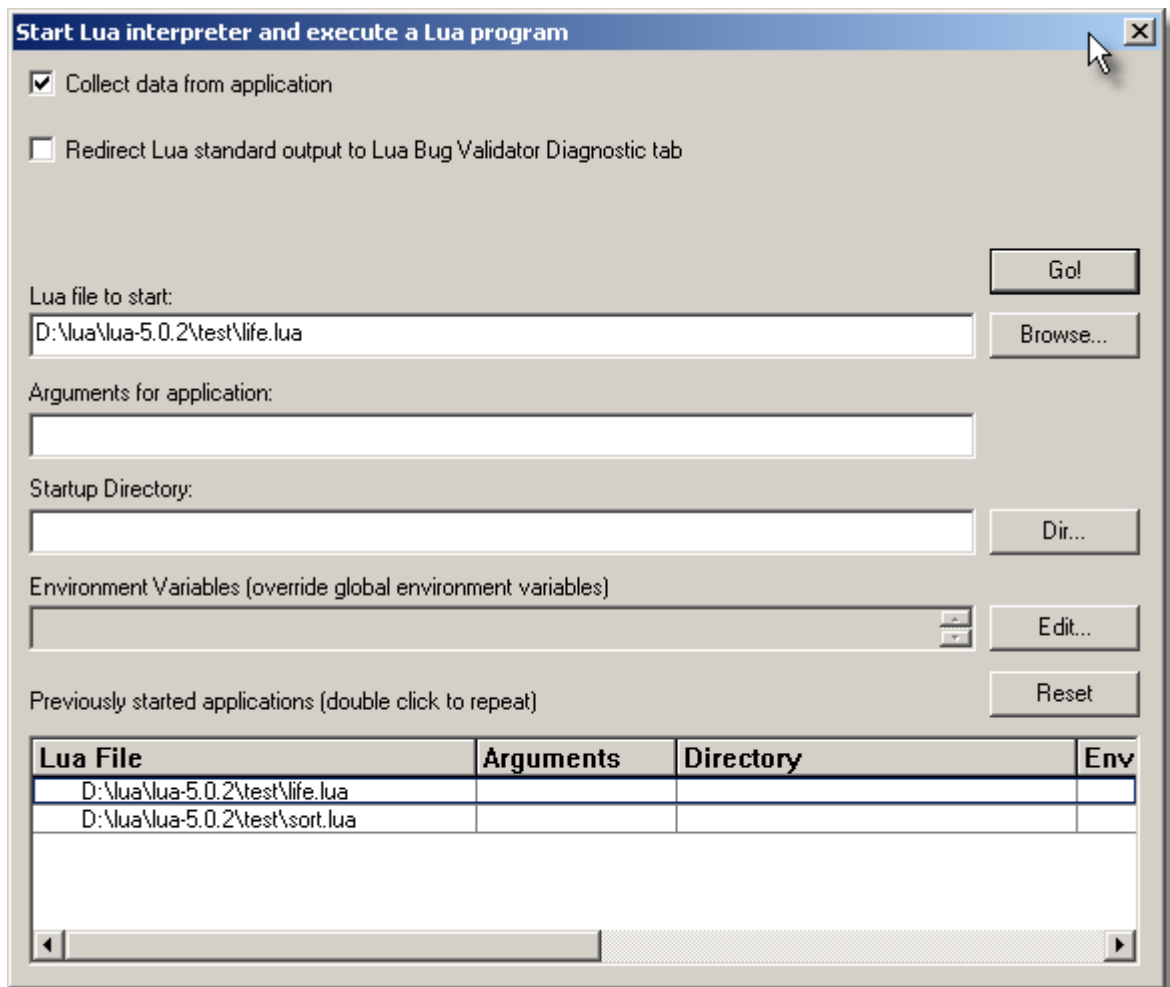 Start Lua interpreter and execute a Lua program
Collect data from application
Redirect Lua standard output to Lua Bug Validator Diagnostic tab
Go!
Lua file to start:
D:\lua\lua-5.0.2\test\life.lua
Browse...
Arguments for application:
Startup Directory:
Dir...
Environment Variables (override global environment variables)
Edit...
Reset
Previously started applications (double click to repeat)
Lua File Arguments Directory Env
D:\lua\lua-5.0.2\test\life.lua
D:\lua\lua-5.0.2\test\sort.lua